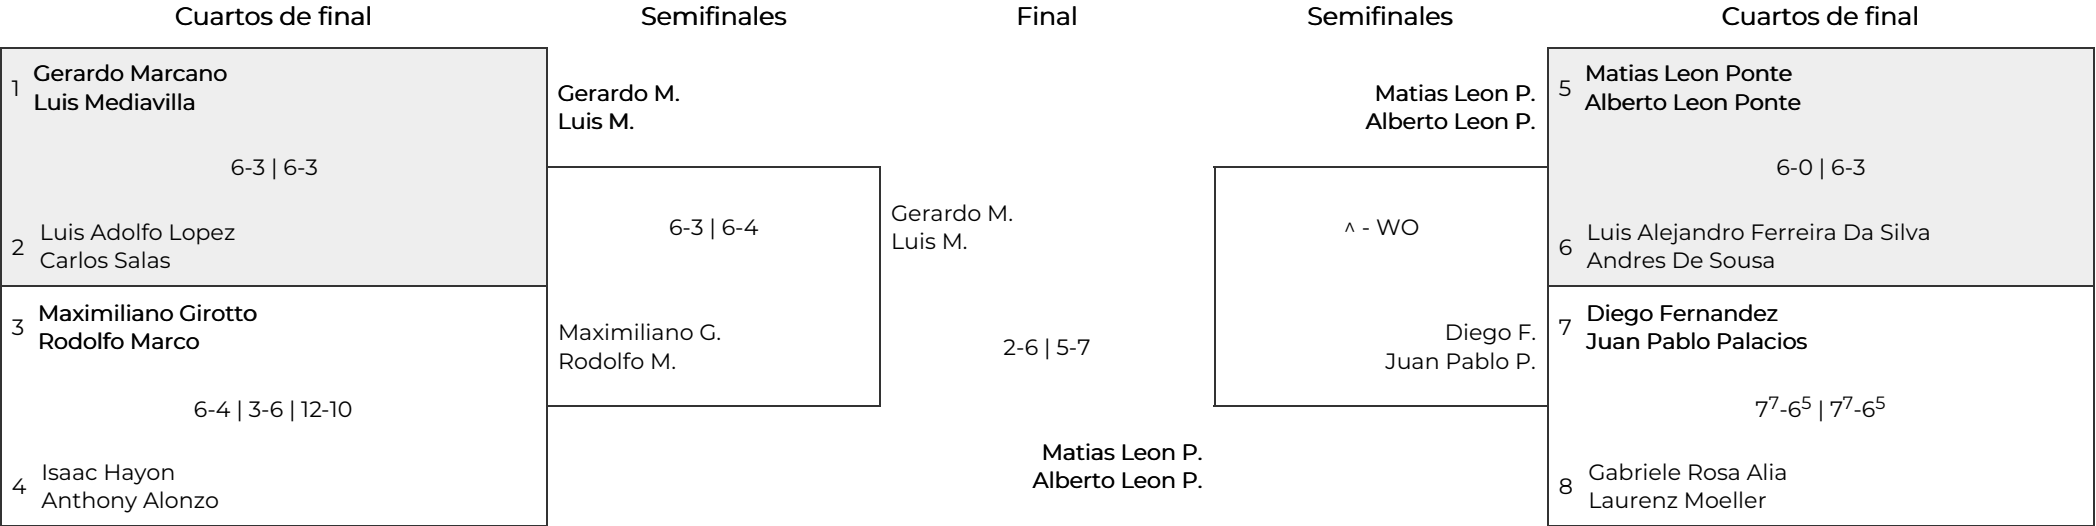 Cuartos de final
Semifinales
Final
Semifinales
Cuartos de final
1
Gerardo Marcano
Luis Mediavilla
6-3 | 6-3
2
Luis Adolfo Lopez
Carlos Salas
3
Maximiliano Girotto
Rodolfo Marco
6-4 | 3-6 | 12-10
4
Isaac Hayon
Anthony Alonzo
Gerardo M.
Luis M.
6-3 | 6-4
Maximiliano G.
Rodolfo M.
Gerardo M.
Luis M.
2-6 | 5-7
Matias Leon P.
Alberto Leon P.
Matias Leon P.
Alberto Leon P.
^ - WO
Diego F.
Juan Pablo P.
5
Matias Leon Ponte
Alberto Leon Ponte
6-0 | 6-3
6
Luis Alejandro Ferreira Da Silva
Andres De Sousa
7
Diego Fernandez
Juan Pablo Palacios
7⁷-6⁵ | 7⁷-6⁵
8
Gabriele Rosa Alia
Laurenz Moeller